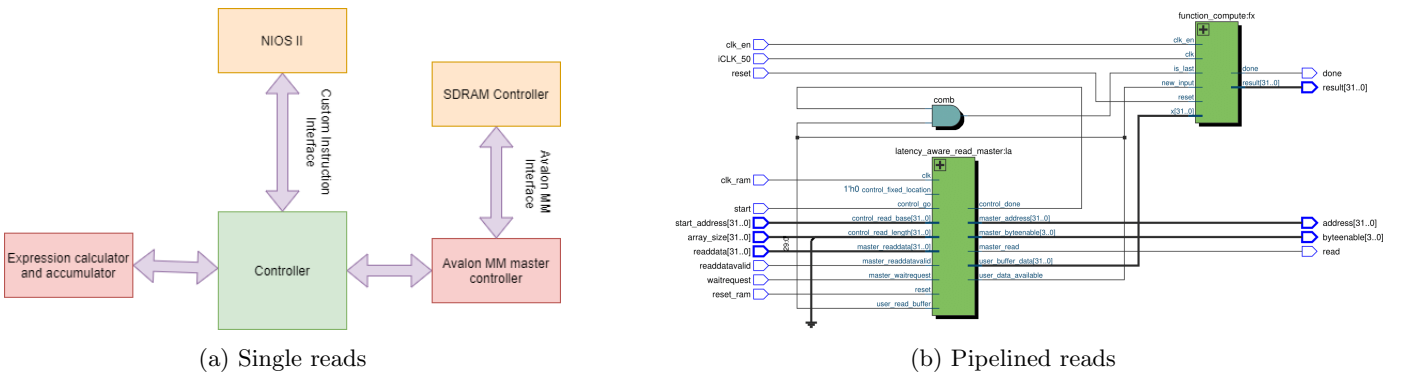 NIOS II
SDRAM Controller
Custom Instruction
Interface
Avalon MM
Interface
Expression calculator
and accumulator
Controller
Avalon MM master
controller
(a) Single reads
function_compute:fx
clk_en
iCLK_50
reset
clk_en
clk
is_last
new_input
reset
x[31..0]
done
result[31..0]
done
result[31..0]
comb
latency_aware_read_master:la
clk_ram
1'h0
start
start_address[31..0]
array_size[31..0]
29:0
readdata[31..0]
readdatavalid
waitrequest
reset_ram
clk
control_fixed_location
control_go
control_read_base[31..0]
control_read_length[31..0]
master_readdata[31..0]
master_readdatavalid
master_waitrequest
reset
user_read_buffer
control_done
master_address[31..0]
master_byteenable[3..0]
master_read
user_buffer_data[31..0]
user_data_available
address[31..0]
byteenable[3..0]
read
(b) Pipelined reads